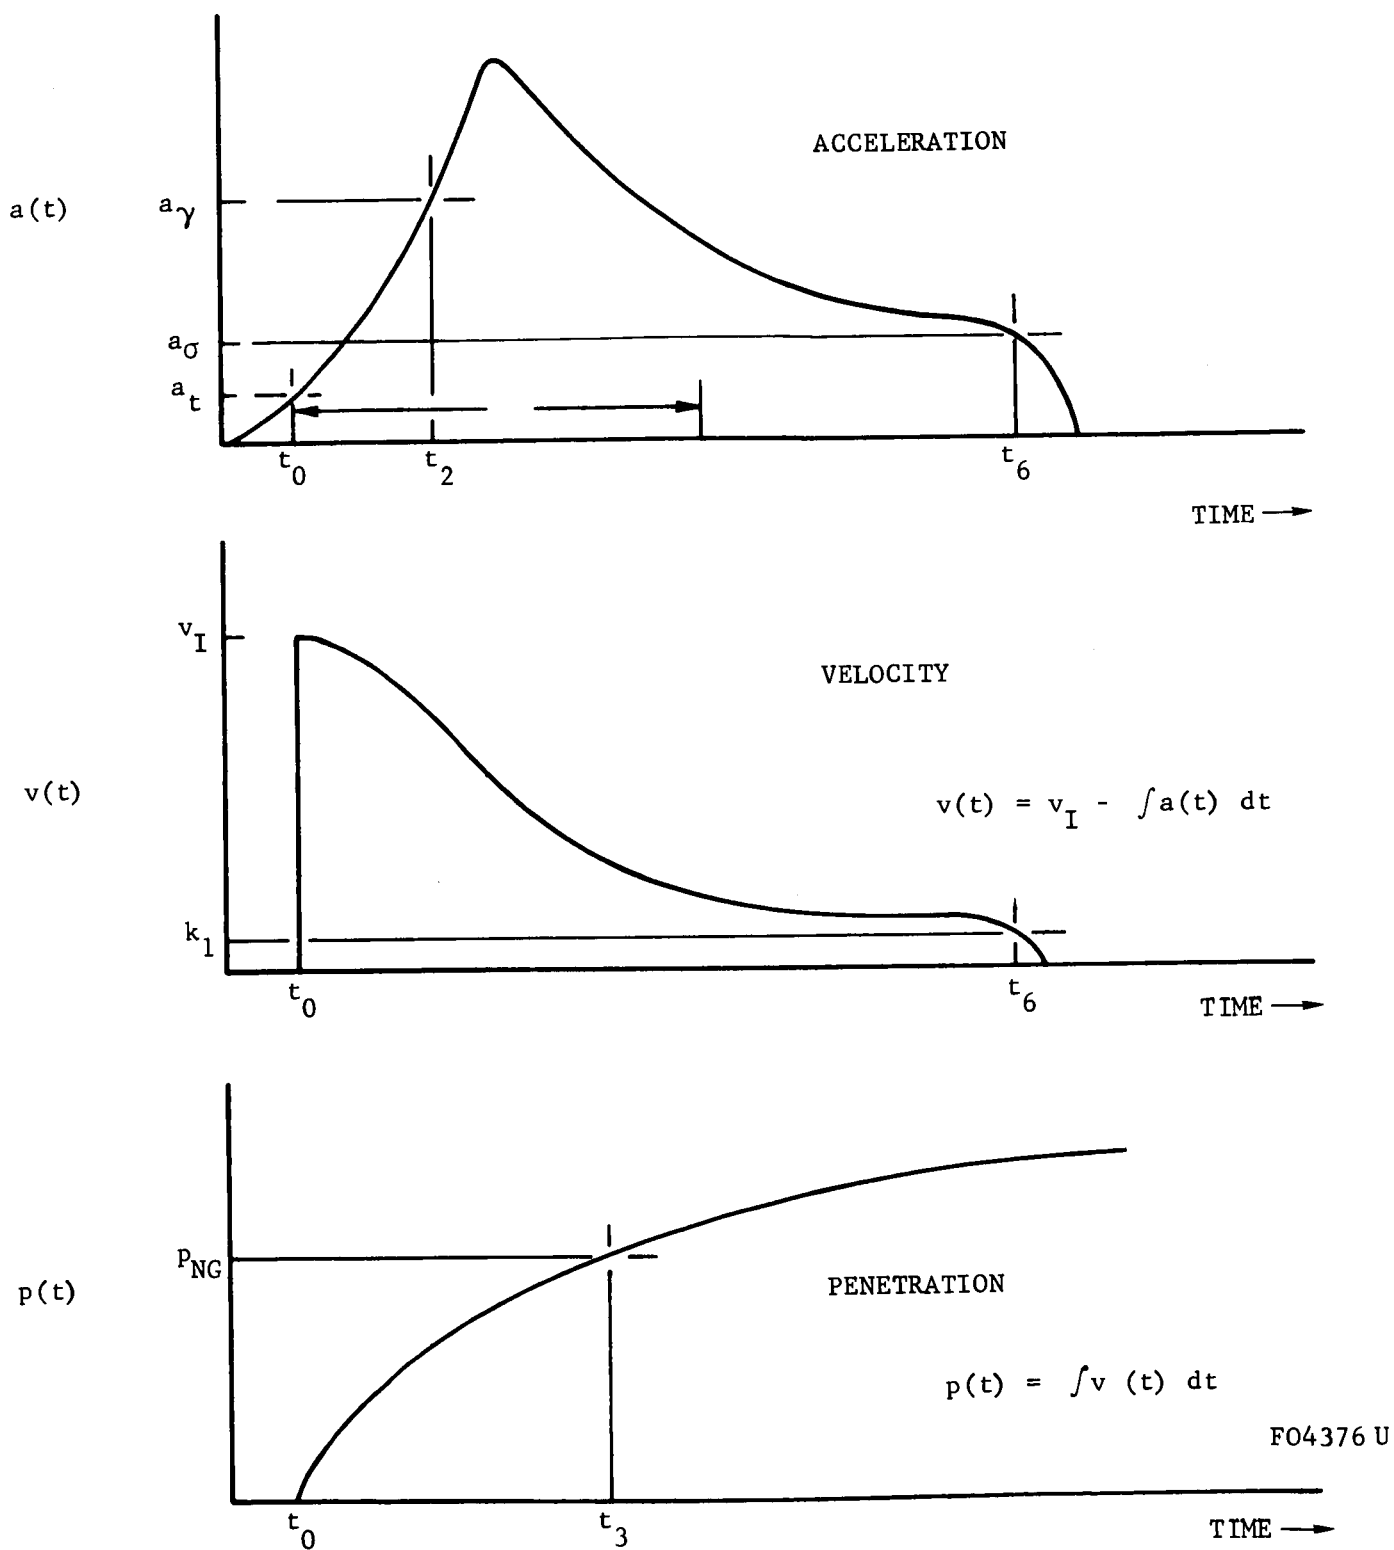 ACCELERATION
a(t)
aγ
aσ
at
t0
t2
t6
TIME
vI
VELOCITY
v(t)
v(t) = vI - ∫a(t) dt
k1
t0
t6
TIME
pNG
p(t)
PENETRATION
p(t) = ∫v (t) dt
FO4376 U
t0
t3
TIME